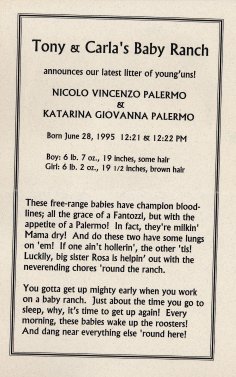 Tony & Carla's Baby Ranch
announces our latest litter of young'uns!
NICOLO VINCENZO PALERMO
&
KATARINA GIOVANNA PALERMO
Born June 28, 1995 12:21 & 12:22 PM
Boy: 6 lb. 7 oz., 19 inches, some hair
Girl: 6 lb. 2 oz., 19 1/2 inches, brown hair
These free-range babies have champion blood-
lines; all the grace of a Fantozzi, but with the
appetite of a Palermo! In fact, they're milkin'
Mama dry! And do these two have some lungs
on 'em! If one ain't hollerin', the other 'tis!
Luckily, big sister Rosa is helpin' out with the
neverending chores 'round the ranch.
You gotta get up mighty early when you work
on a baby ranch. Just about the time you go to
sleep, why, it's time to get up again! Every
morning, these babies wake up the roosters!
And dang near everything else 'round here!